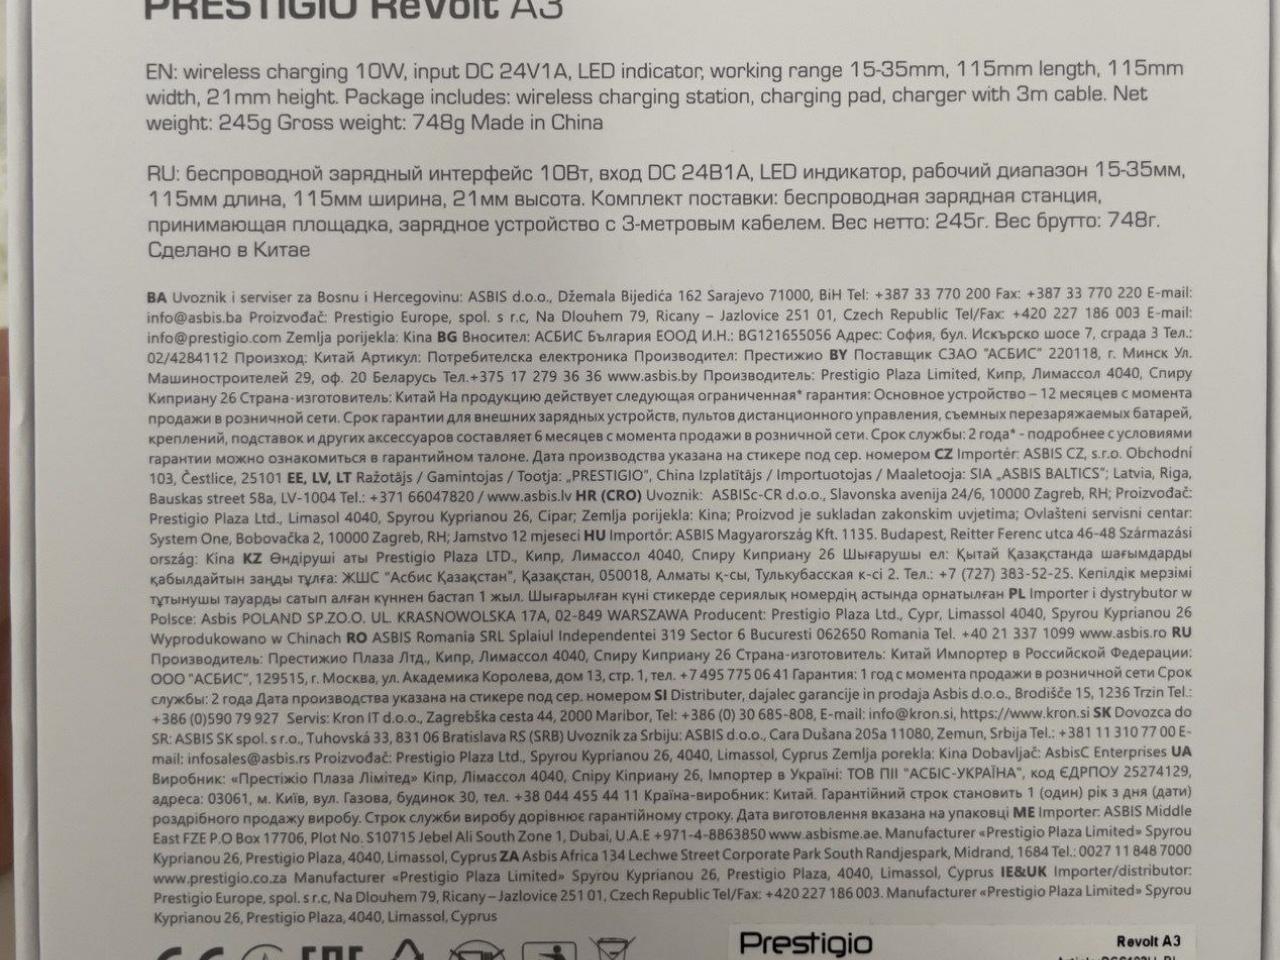 PRESTIGIO ReVolt A3
EN: wireless charging 10W, input DC 24V1A, LED indicator, working range 15-35mm, 115mm length, 115mm
width, 21mm height. Package includes: wireless charging station, charging pad, charger with 3m cable. Net
weight: 245g Gross weight: 748g Made in China
RU: беспроводной зарядный интерфейс 10Вт, вход DC 24В1А, LED индикатор, рабочий диапазон 15-35мм,
115мм длина, 115мм ширина, 21мм высота. Комплект поставки: беспроводная зарядная станция,
принимающая площадка, зарядное устройство с 3-метровым кабелем. Вес нетто: 245г. Вес брутто: 748г.
Сделано в Китае
BA Uvoznik i serviser za Bosnu i Hercegovinu: ASBIS d.o.o., Džemala Bijedića 162 Sarajevo 71000, BiH Tel: +387 33 770 200 Fax: +387 33 770 220 E-mail:
info@asbis.ba Proizvođač: Prestigio Europe, spol. s r.c, Na Dlouhem 79, Ricany – Jazlovice 251 01, Czech Republic Tel/Fax: +420 227 186 003 E-mail:
info@prestigio.com Zemlja porijekla: Kina BG Вносител: АСБИС България ЕООД И.Н.: BG121655056 Адрес: София, бул. Искърско шосе 7, сграда 3 Тел.:
02/4284112 Произход: Китай Артикул: Потребителска електроника Производител: Престижио BY Поставщик СЗАО "АСБИС" 220118, г. Минск Ул.
Машиностроителей 29, оф. 20 Беларусь Тел.+375 17 279 36 36 www.asbis.by Производитель: Prestigio Plaza Limited, Кипр, Лимассол 4040, Спиру
Киприану 26 Страна-изготовитель: Китай На продукцию действует следующая ограниченная* гарантия: Основное устройство – 12 месяцев с момента
продажи в розничной сети. Срок гарантии для внешних зарядных устройств, пультов дистанционного управления, съемных перезаряжаемых батарей,
креплений, подставок и других аксессуаров составляет 6 месяцев с момента продажи в розничной сети. Срок службы: 2 года* - подробнее с условиями
гарантии можно ознакомиться в гарантийном талоне. Дата производства указана на стикере под сер. номером CZ Importér: ASBIS CZ, s.r.o. Obchodní
103, Čestlice, 25101 EE, LV, LT Ražotājs / Gamintojas / Tootja: „PRESTIGIO", China Izplatītājs / Importuotojas / Maaletooja: SIA „ASBIS BALTICS"; Latvia, Riga,
Bauskas street 58a, LV-1004 Tel.: +371 66047820 / www.asbis.lv HR (CRO) Uvoznik: ASBISc-CR d.o.o., Slavonska avenija 24/6, 10000 Zagreb, RH; Proizvođač:
Prestigio Plaza Ltd., Limasol 4040, Spyrou Kyprianou 26, Cipar; Zemlja porijekla: Kina; Proizvod je sukladan zakonskim uvjetima; Ovlašteni servisni centar:
System One, Bobovačka 2, 10000 Zagreb, RH; Jamstvo 12 mjeseci HU Importőr: ASBIS Magyarország Kft. 1135. Budapest, Reitter Ferenc utca 46-48 Származási
ország: Kína KZ Өндіруші аты Prestigio Plaza LTD., Кипр, Лимассол 4040, Спиру Киприану 26 Шығарушы ел: Қытай Қазақстанда шағымдарды
қабылдайтын заңды тұлға: ЖШС "Асбис Қазақстан", Қазақстан, 050018, Алматы қ-сы, Тулькубасская к-сі 2. Тел.: +7 (727) 383-52-25. Кепілдік мерзімі
тұтынушы тауарды сатып алған күннен бастап 1 жыл. Шығарылған күні стикерде сериялық номердің астында орнатылған PL Importer i dystrybutor w
Polsce: Asbis POLAND SP.ZO.O. UL. KRASNOWOLSKA 17A, 02-849 WARSZAWA Producent: Prestigio Plaza Ltd., Cypr, Limassol 4040, Spyrou Kyprianou 26
Wyprodukowano w Chinach RO ASBIS Romania SRL Splaiul Independentei 319 Sector 6 Bucuresti 062650 Romania Tel. +40 21 337 1099 www.asbis.ro RU
Производитель: Престижио Плаза Лтд., Кипр, Лимассол 4040, Спиру Киприану 26 Страна-изготовитель: Китай Импортер в Российской Федерации:
ООО "АСБИС", 129515, г. Москва, ул. Академика Королева, дом 13, стр. 1, тел. +7 495 775 06 41 Гарантия: 1 год с момента продажи в розничной сети Срок
службы: 2 года Дата производства указана на стикере под сер. номером SI Distributer, dajalec garancije in prodaja Asbis d.o.o., Brodišče 15, 1236 Trzin Tel.:
+386 (0)590 79 927 Servis: Kron IT d.o.o., Zagrebška cesta 44, 2000 Maribor, Tel: +386 (0) 30 685-808, E-mail: info@kron.si, https://www.kron.si SK Dovozca do
SR: ASBIS SK spol. s r.o., Tuhovská 33, 831 06 Bratislava RS (SRB) Uvoznik za Srbiju: ASBIS d.o.o., Cara Dušana 205a 11080, Zemun, Srbija Tel.: +381 11 310 77 00 E-
mail: infosales@asbis.rs Proizvođač: Prestigio Plaza Ltd., Spyrou Kyprianou 26, 4040, Limassol, Cyprus Zemlja porekla: Kina Dobavljač: AsbisC Enterprises UA
Виробник: «Престіжіо Плаза Лімітед» Кіпр, Лімассол 4040, Спіру Кіпріану 26, Імпортер в Україні: ТОВ ПІІ "АСБІС-УКРАЇНА", код ЄДРПОУ 25274129,
адреса: 03061, м. Київ, вул. Газова, будинок 30, тел. +38 044 455 44 11 Країна-виробник: Китай. Гарантійний строк становить 1 (один) рік з дня (дати)
роздрібного продажу виробу. Строк служби виробу дорівнює гарантійному строку. Дата виготовлення вказана на упаковці ME Importer: ASBIS Middle
East FZE P.O Box 17706, Plot No. S10715 Jebel Ali South Zone 1, Dubai, U.A.E +971-4-8863850 www.asbisme.ae. Manufacturer «Prestigio Plaza Limited» Spyrou
Kyprianou 26, Prestigio Plaza, 4040, Limassol, Cyprus ZA Asbis Africa 134 Lechwe Street Corporate Park South Randjespark, Midrand, 1684 Tel.: 0027 11 848 7000
www.prestigio.co.za Manufacturer «Prestigio Plaza Limited» Spyrou Kyprianou 26, Prestigio Plaza, 4040, Limassol, Cyprus IE&UK Importer/distributor:
Prestigio Europe, spol. s r.c, Na Dlouhem 79, Ricany – Jazlovice 251 01, Czech Republic Tel/Fax: +420 227 186 003. Manufacturer «Prestigio Plaza Limited» Spyrou
Kyprianou 26, Prestigio Plaza, 4040, Limassol, Cyprus
Prestigio Revolt A3